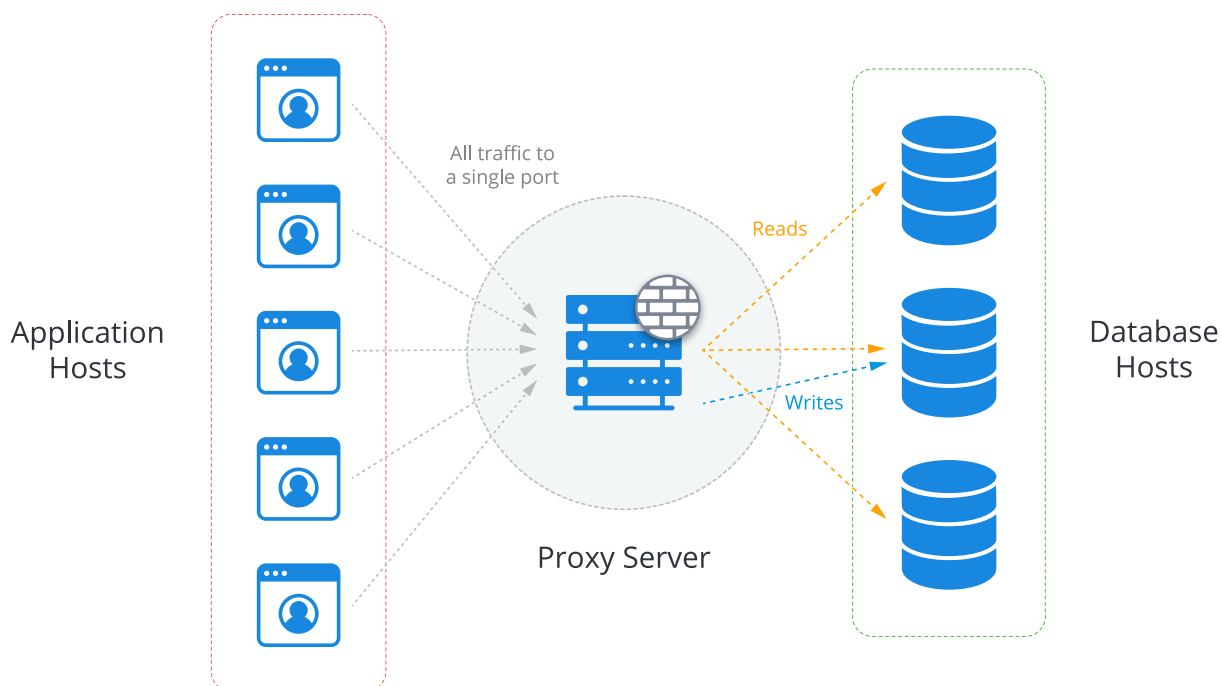 All traffic to
a single port
Reads
Application
Hosts
Database
Hosts
Writes
Proxy Server